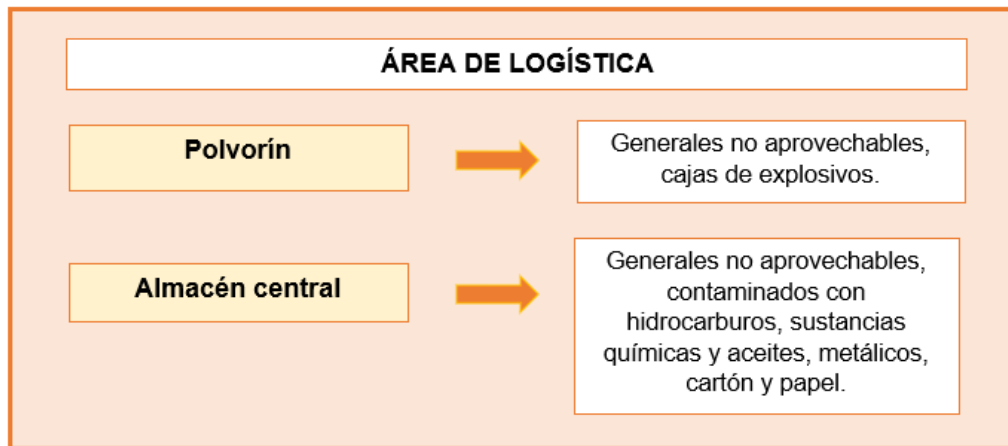 ÁREA DE LOGÍSTICA
Polvorín
Generales no aprovechables,
cajas de explosivos.
Almacén central
Generales no aprovechables,
contaminados con
hidrocarburos, sustancias
químicas y aceites, metálicos,
cartón y papel.